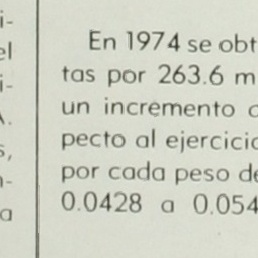 i-
el
i-
A.
s,
n-
a
En 1974 se obt
tas por 263.6 m
un incremento
pecto al ejercicio
por cada peso de
0.0428 a 0.054